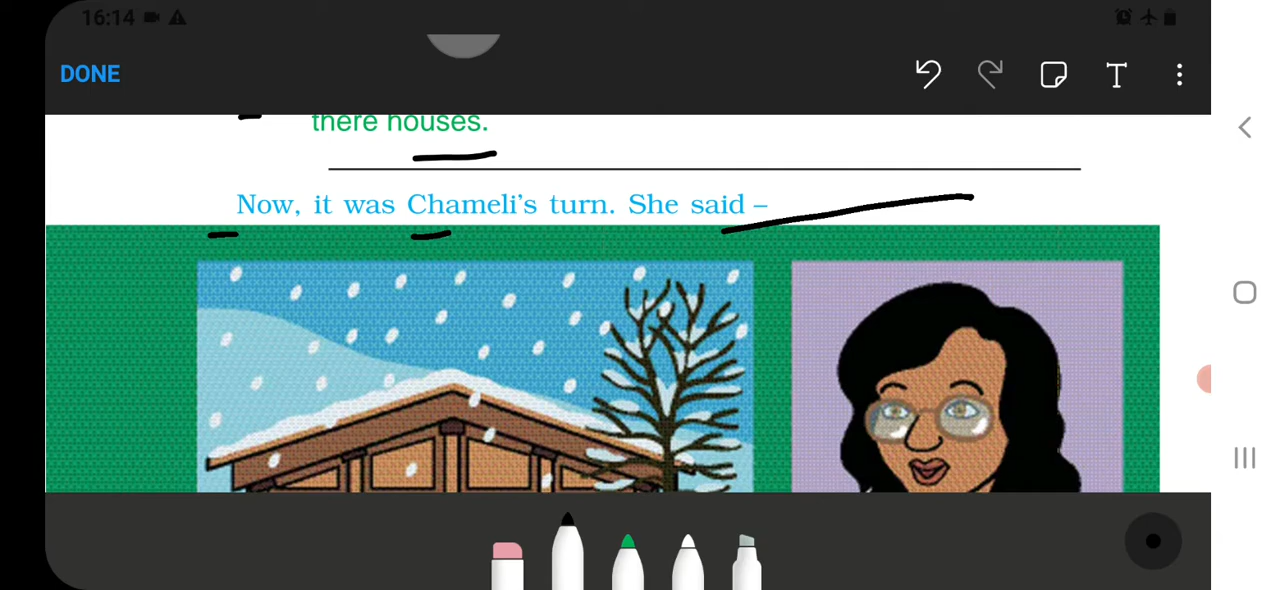 16:14
DONE
T
there houses.
Now, it was Chameli's turn. She said –